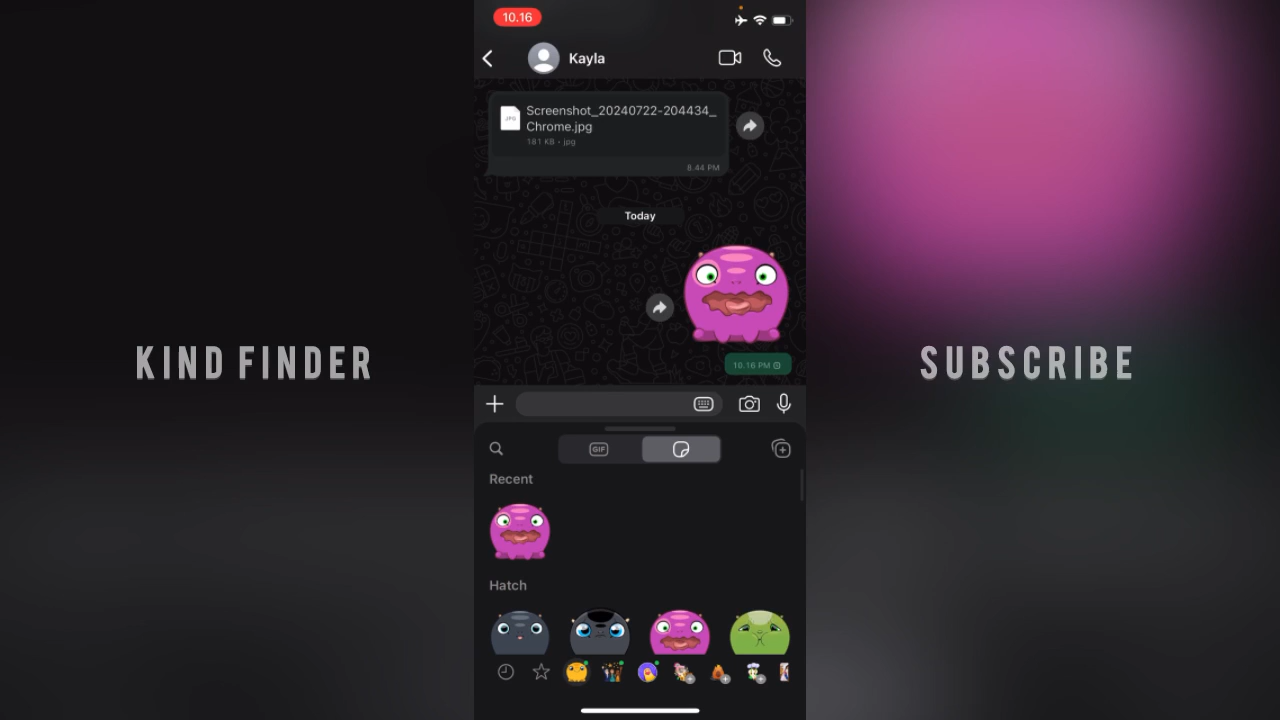 10.16
Kayla
JPG
Screenshot_20240722-204434_
Chrome.jpg
181 KB • jpg
8.44 PM
Today
10.16 PM
KIND FINDER
SUBSCRIBE
GIF
Recent
Hatch